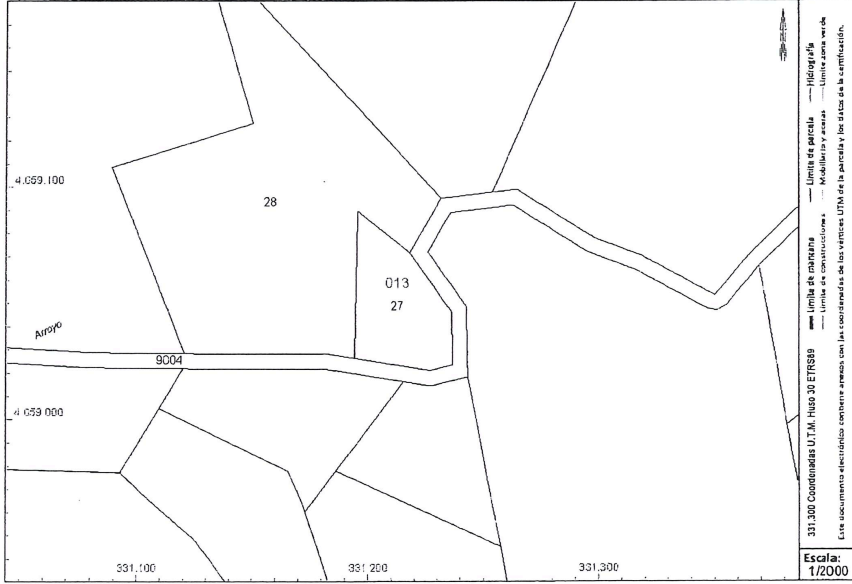 4.659.100
28
013
27
Arroyo
9004
4.659.000
331.100
331.200
331.300
331.300 Coordenadas U.T.M. Huso 30 ETRS89
Límite de manzana
Límite de parcela
Hidrografía
Límite de construcciones
Mobiliario y aceras
Límite zona verde
Este documento electrónico contiene anexos con las coordenadas de los vértices UTM de la parcela y los datos de la certificación.
Escala:
1/2000